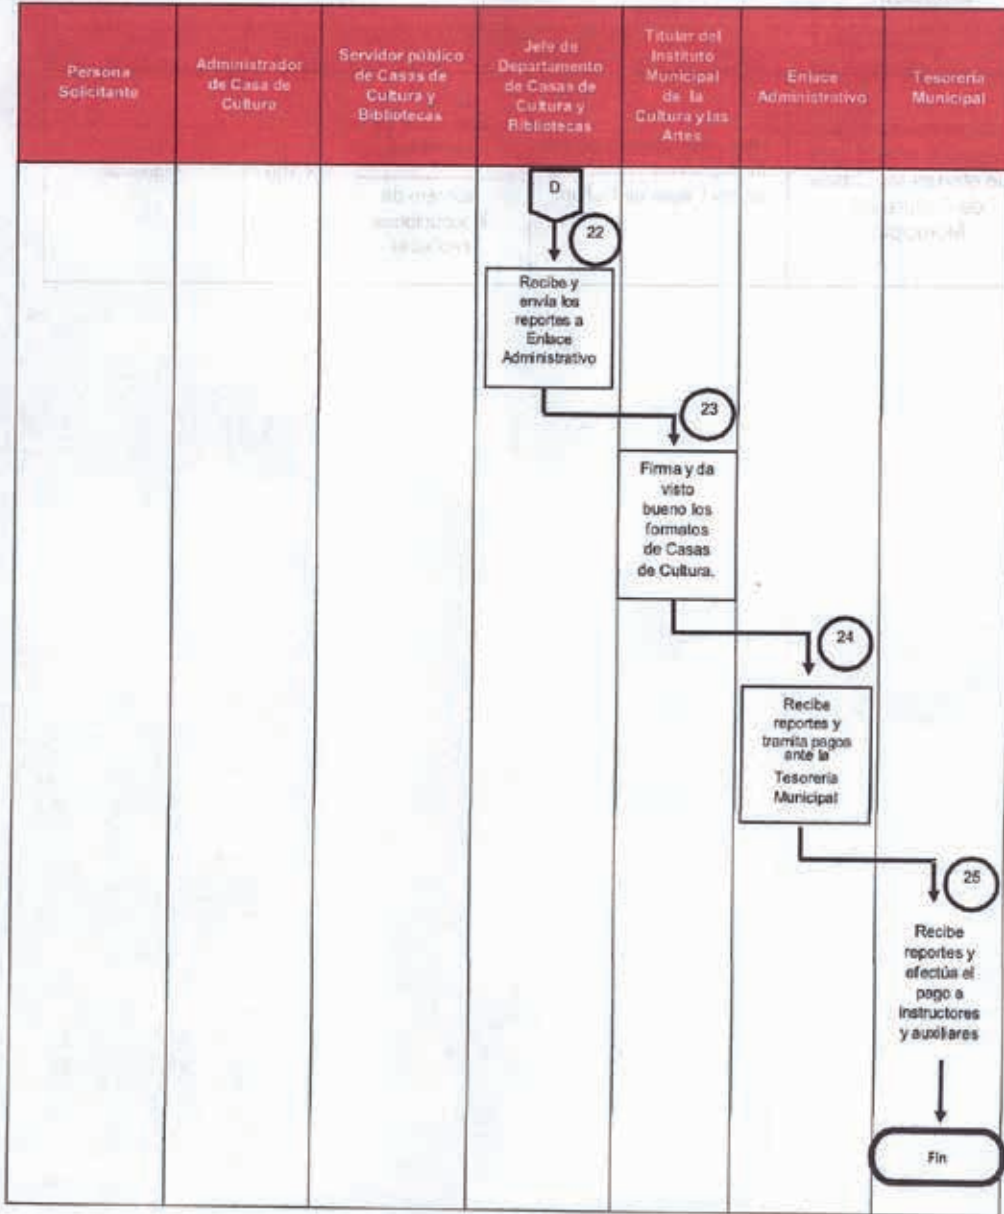 Persona
Solicitante
Administrador
de Casa de
Cultura
Servidor público
de Casas de
Cultura y
Bibliotecas
Jefe de
Departamento
de Casas de
Cultura y
Bibliotecas
Titular del
Instituto
Municipal
de la
Cultura y las
Artes
Enlace
Administrativo
Tesorería
Municipal
D
22
Recibe y
envía los
reportes a
Enlace
Administrativo
23
Firma y da
visto
bueno los
formatos
de Casas
de Cultura.
24
Recibe
reportes y
tramita pagos
ante la
Tesorería
Municipal
25
Recibe
reportes y
efectúa el
pago a
instructores
y auxiliares
Fin